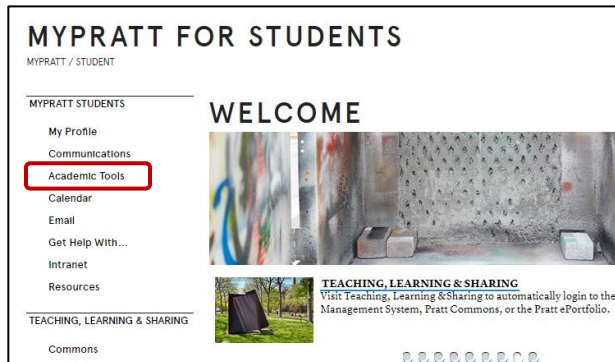 MYPRATT FOR STUDENTS
MYPRATT / STUDENT
MYPRATT STUDENTS
My Profile
Communications
Academic Tools
Calendar
Email
Get Help With...
Intranet
Resources
TEACHING, LEARNING & SHARING
Commons
WELCOME
TEACHING, LEARNING & SHARING
Visit Teaching, Learning &Sharing to automatically login to the
Management System, Pratt Commons, or the Pratt ePortfolio.